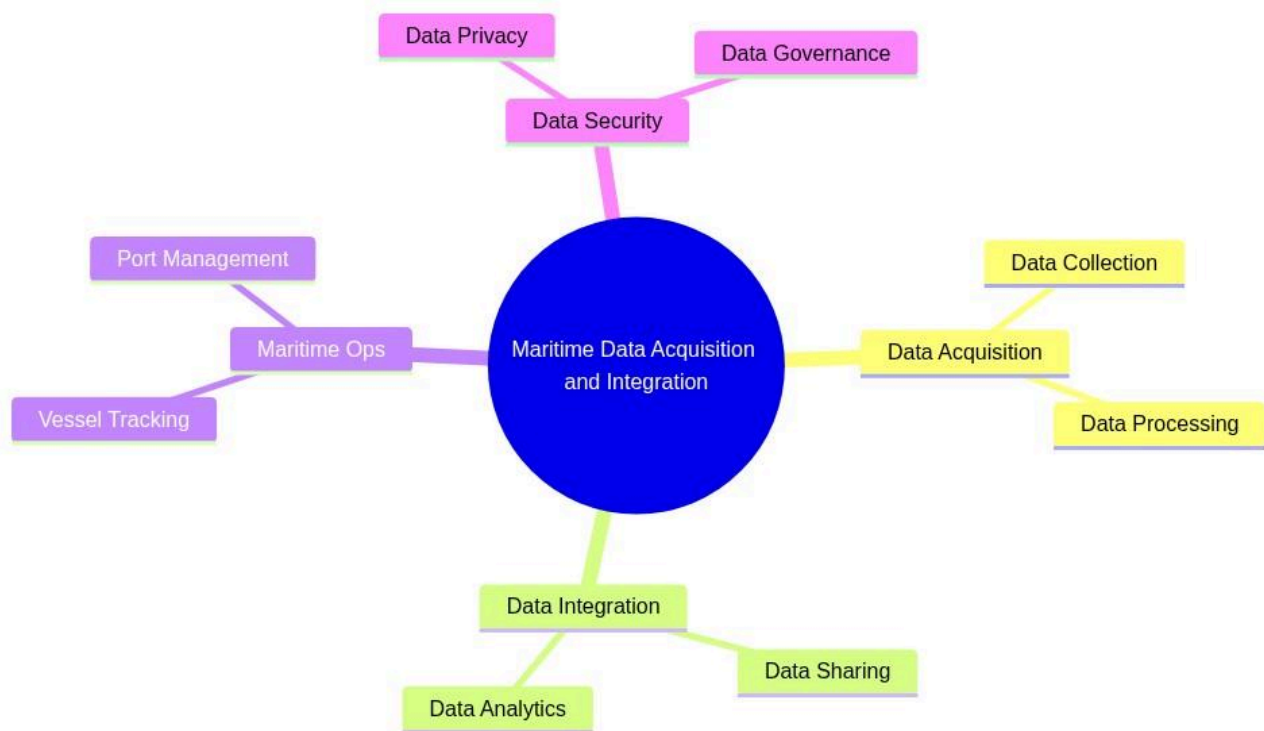 Data Privacy
Data Governance
Data Security
Port Management
Data Collection
Maritime Ops
Maritime Data Acquisition
and Integration
Data Acquisition
Vessel Tracking
Data Processing
Data Integration
Data Sharing
Data Analytics